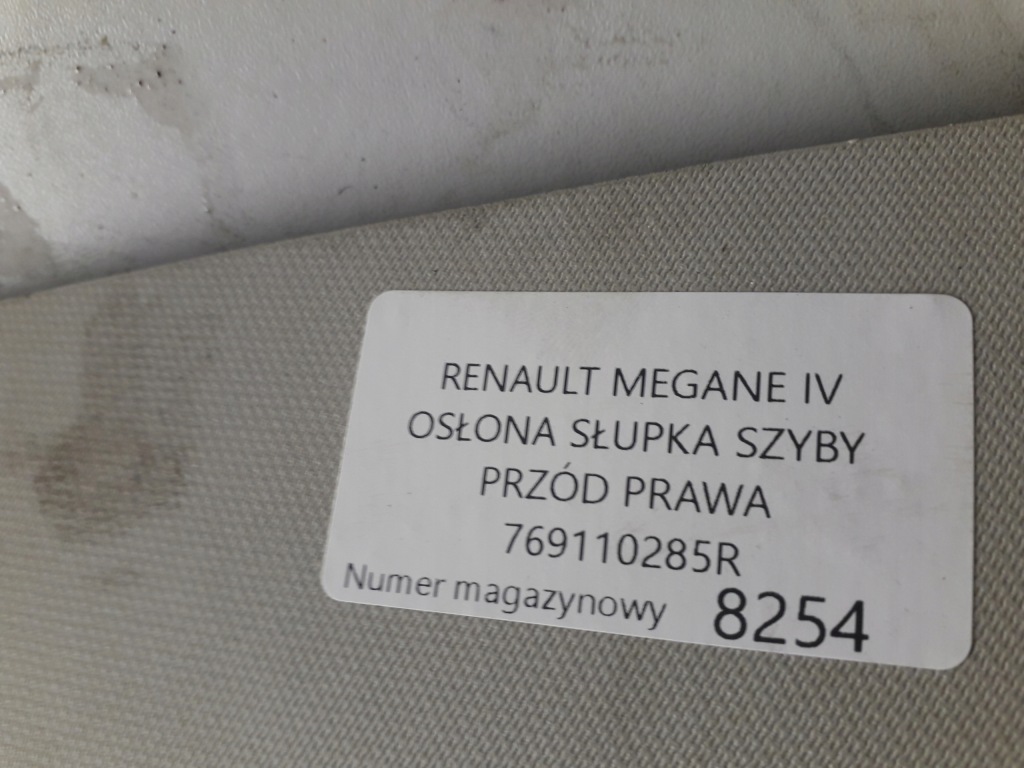 RENAULT MEGANE IV
OSŁONA SŁUPKA SZYBY
PRZÓD PRAWA
769110285R
Numer magazynowy 8254